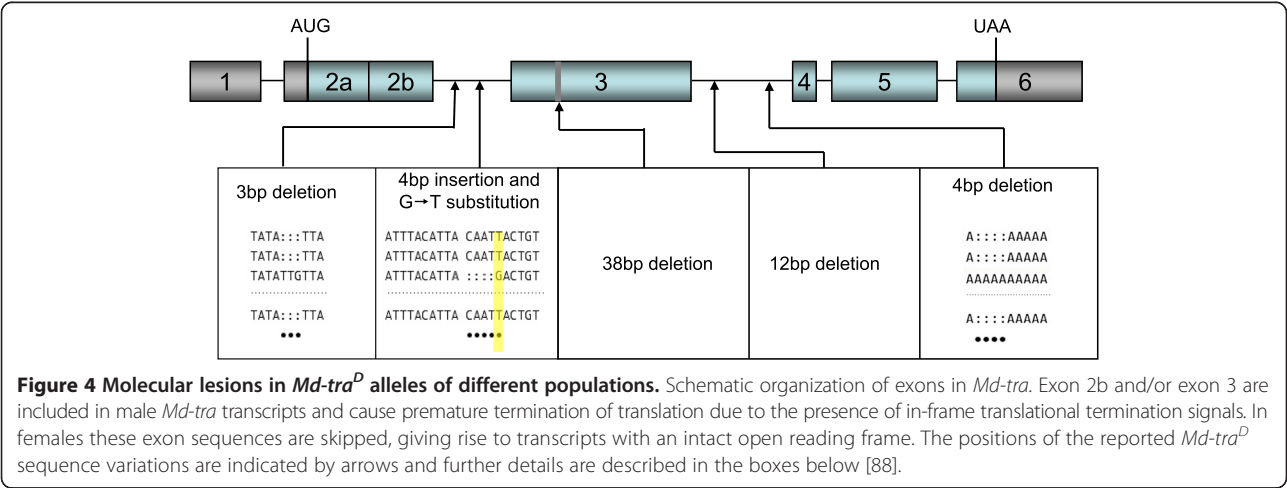 AUG UAA
1 2a 2b 3 4 5 6
3bp deletion
TATA:::TTA
TATA:::TTA
TATATTGTTA
TATA:::TTA
4bp insertion and
G→T substitution
ATTTACATTA CAATTACTGT
ATTTACATTA CAATTACTGT
ATTTACATTA ::::GACTGT
ATTTACATTA CAATTACTGT
38bp deletion
12bp deletion
4bp deletion
A::::AAAAA
A::::AAAAA
AAAAAAAAAA
A::::AAAAA
Figure 4 Molecular lesions in Md-traD alleles of different populations. Schematic organization of exons in Md-tra. Exon 2b and/or exon 3 are
included in male Md-tra transcripts and cause premature termination of translation due to the presence of in-frame translational termination signals. In
females these exon sequences are skipped, giving rise to transcripts with an intact open reading frame. The positions of the reported Md-traD
sequence variations are indicated by arrows and further details are described in the boxes below [88].